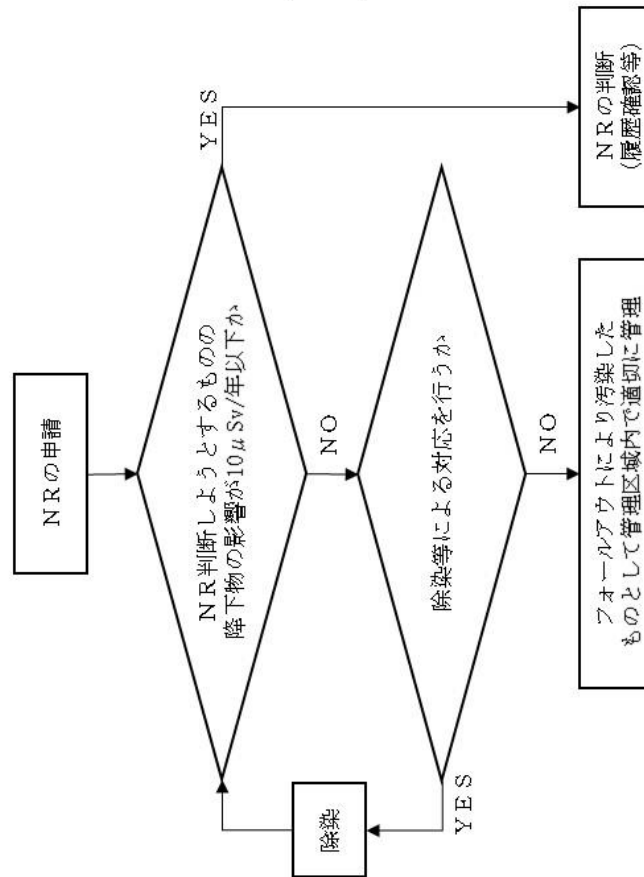 NRの申請
NR判断しようとするものの
降下物の影響が10μSv/年以下か
YES
NO
除染等による対応を行うか
YES
除染
NO
フォールアウトにより汚染した
ものとして管理区域内で適切に管理
NRの判断
(履歴確認等)